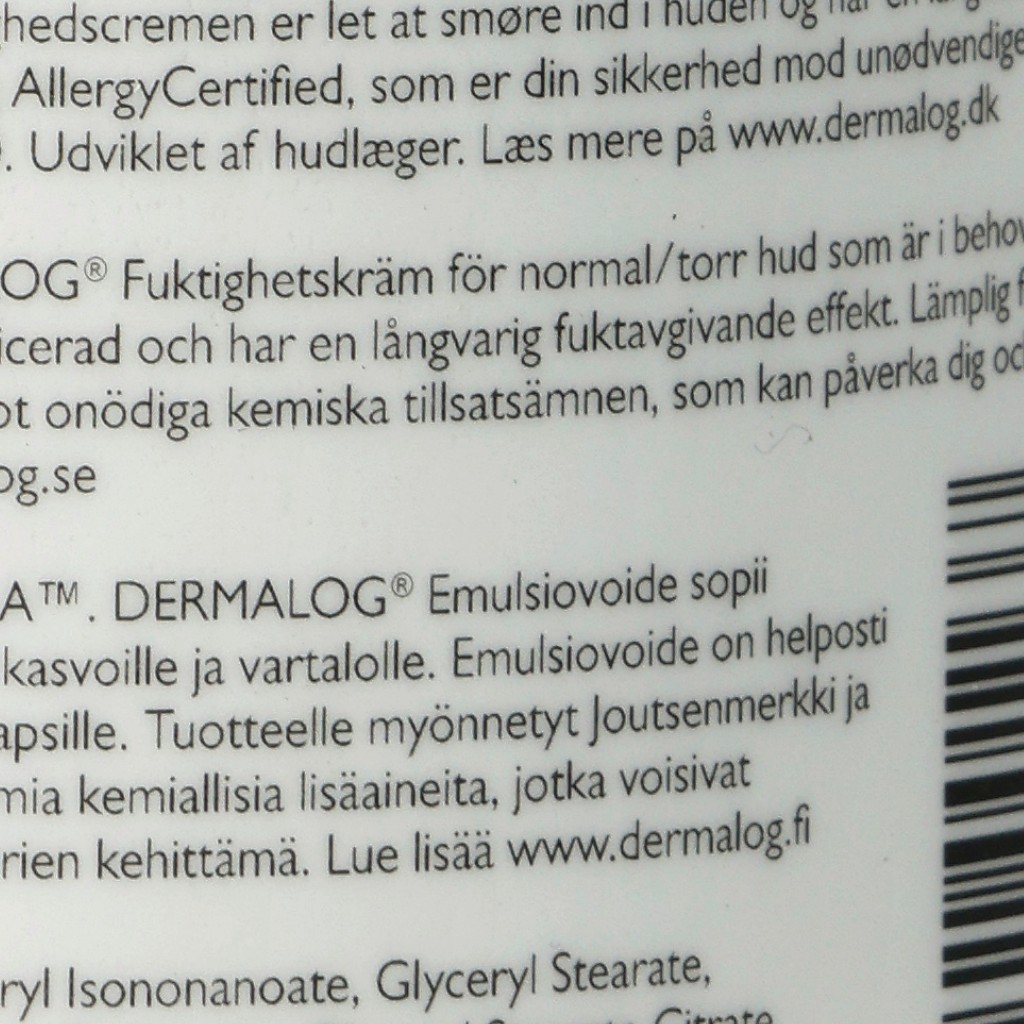 hedscremen er let at smøre ind i huden og har en
AllergyCertified, som er din sikkerhed mod unødvendige
. Udviklet af hudlæger. Læs mere på www.dermalog.dk
OG® Fuktighetskräm för normal/torr hud som är i behov
icerad och har en långvarig fuktavgivande effekt. Lämplig f
ot onödiga kemiska tillsatsämnen, som kan påverka dig oc
og.se
A™. DERMALOG® Emulsiovoide sopii
kasvoille ja vartalolle. Emulsiovoide on helposti
apsille. Tuotteelle myönnetyt Joutsenmerkki ja
mia kemiallisia lisäaineita, jotka voisivat
rien kehittämä. Lue lisää www.dermalog.fi
ryl Isononanoate, Glyceryl Stearate,
Citrate